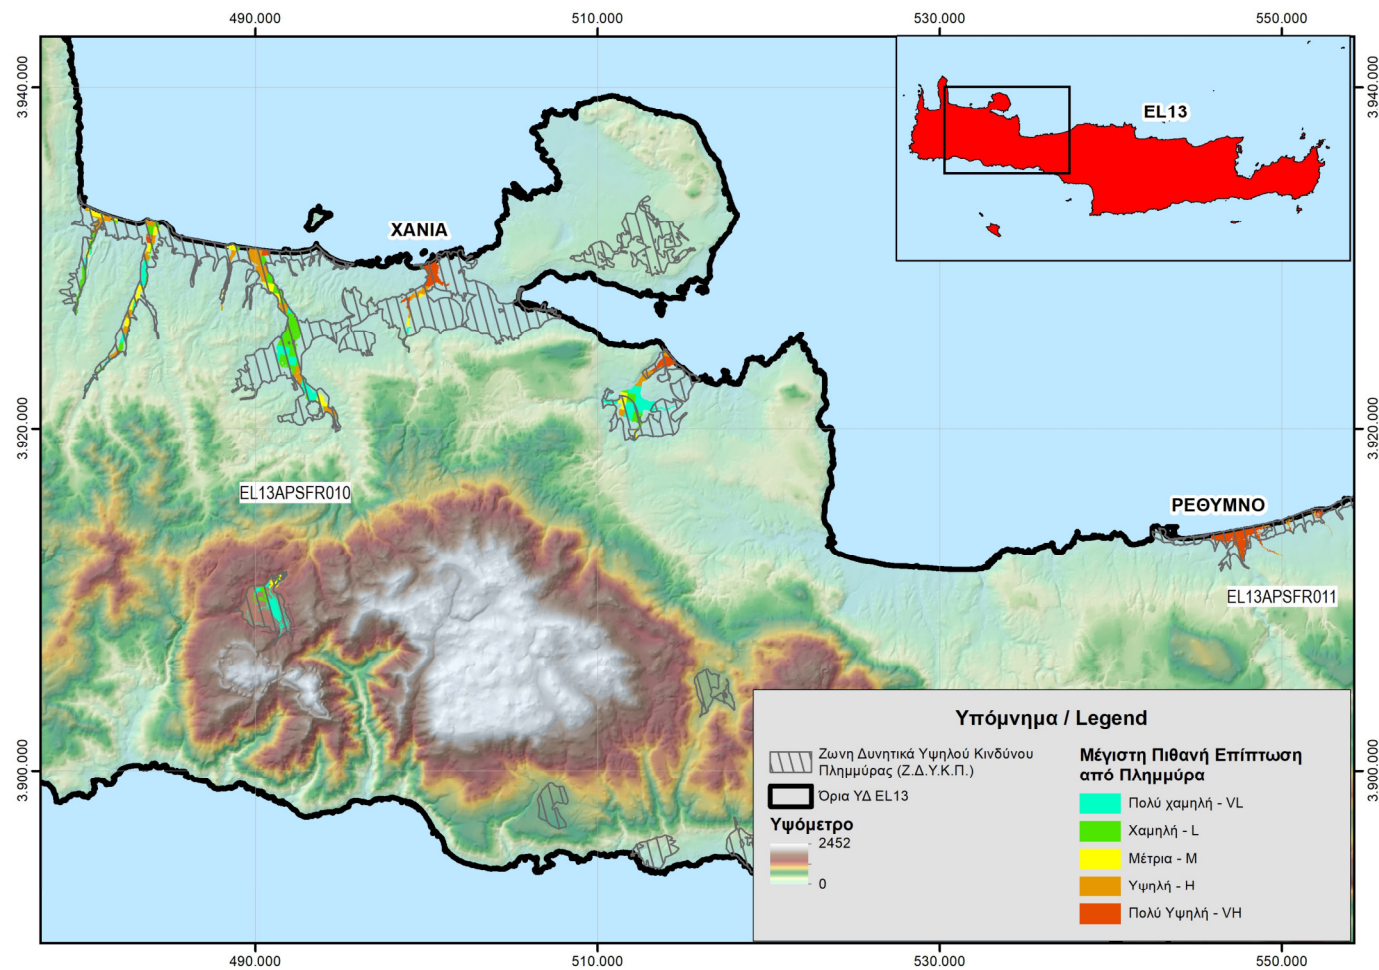 490.000
510.000
530.000
550.000
3.940.000
3.940.000
EL13
ΧΑΝΙΑ
3.920.000
3.920.000
EL13APSFR010
ΡΕΘΥΜΝΟ
EL13APSFR011
Υπόμνημα / Legend
Ζωνη Δυνητικά Υψηλού Κινδύνου
Πλημμύρας (Ζ.Δ.Υ.Κ.Π.)
Όρια ΥΔ EL13
Υψόμετρο
2452
0
Μέγιστη Πιθανή Επίπτωση
από Πλημμύρα
Πολύ χαμηλή - VL
Χαμηλή - L
Μέτρια - M
Υψηλή - H
Πολύ Υψηλή - VH
3.900.000
3.900.000
490.000
510.000
530.000
550.000